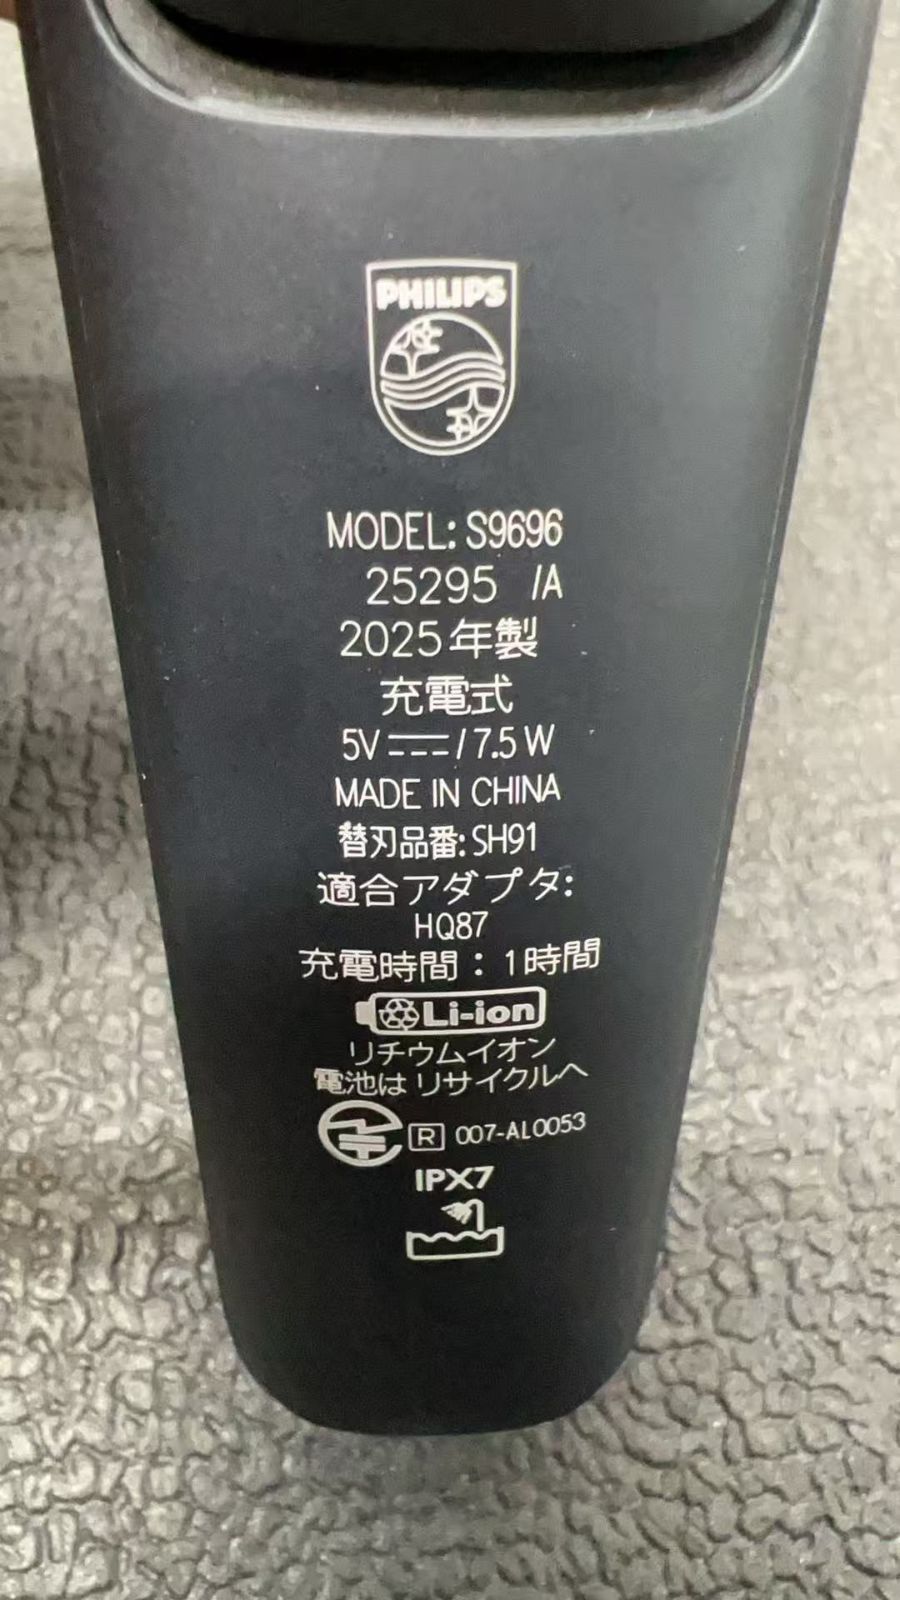 PHILIPS
MODEL: S9696
25295 /A
2025年製
充電式
5V⎓/7.5W
MADE IN CHINA
替刃品番: SH91
適合アダプタ:
HQ87
充電時間：1時間
Li-ion
リチウムイオン
電池はリサイクルへ
R 007-AL0053
IPX7